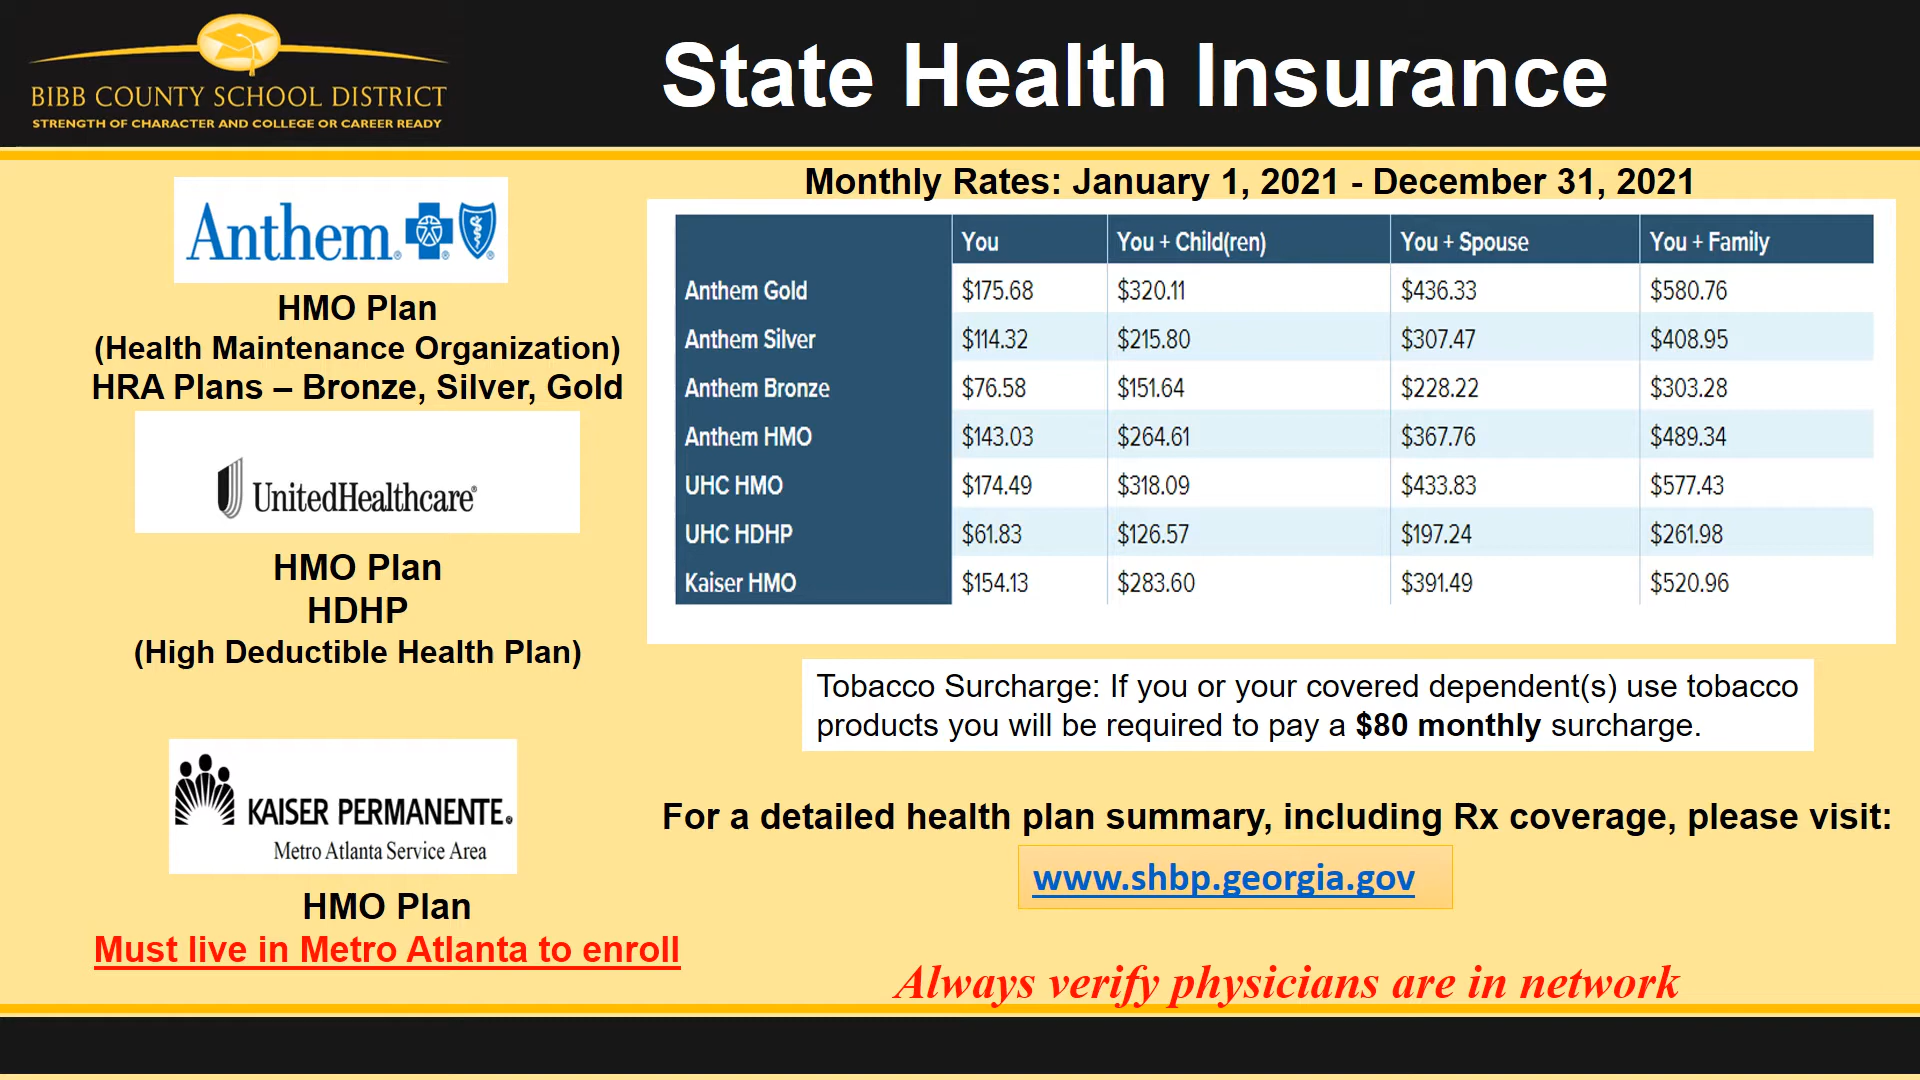 BIBB COUNTY SCHOOL DISTRICT
STRENGTH OF CHARACTER AND COLLEGE OR CAREER READY
State Health Insurance
Anthem
HMO Plan
(Health Maintenance Organization)
HRA Plans – Bronze, Silver, Gold
UnitedHealthcare®
HMO Plan
HDHP
(High Deductible Health Plan)
KAISER PERMANENTE®
Metro Atlanta Service Area
HMO Plan
Must live in Metro Atlanta to enroll
Monthly Rates: January 1, 2021 - December 31, 2021
You You + Child(ren) You + Spouse You + Family
Anthem Gold $175.68 $320.11 $436.33 $580.76
Anthem Silver $114.32 $215.80 $307.47 $408.95
Anthem Bronze $76.58 $151.64 $228.22 $303.28
Anthem HMO $143.03 $264.61 $367.76 $489.34
UHC HMO $174.49 $318.09 $433.83 $577.43
UHC HDHP $61.83 $126.57 $197.24 $261.98
Kaiser HMO $154.13 $283.60 $391.49 $520.96
Tobacco Surcharge: If you or your covered dependent(s) use tobacco
products you will be required to pay a $80 monthly surcharge.
For a detailed health plan summary, including Rx coverage, please visit:
www.shbp.georgia.gov
Always verify physicians are in network